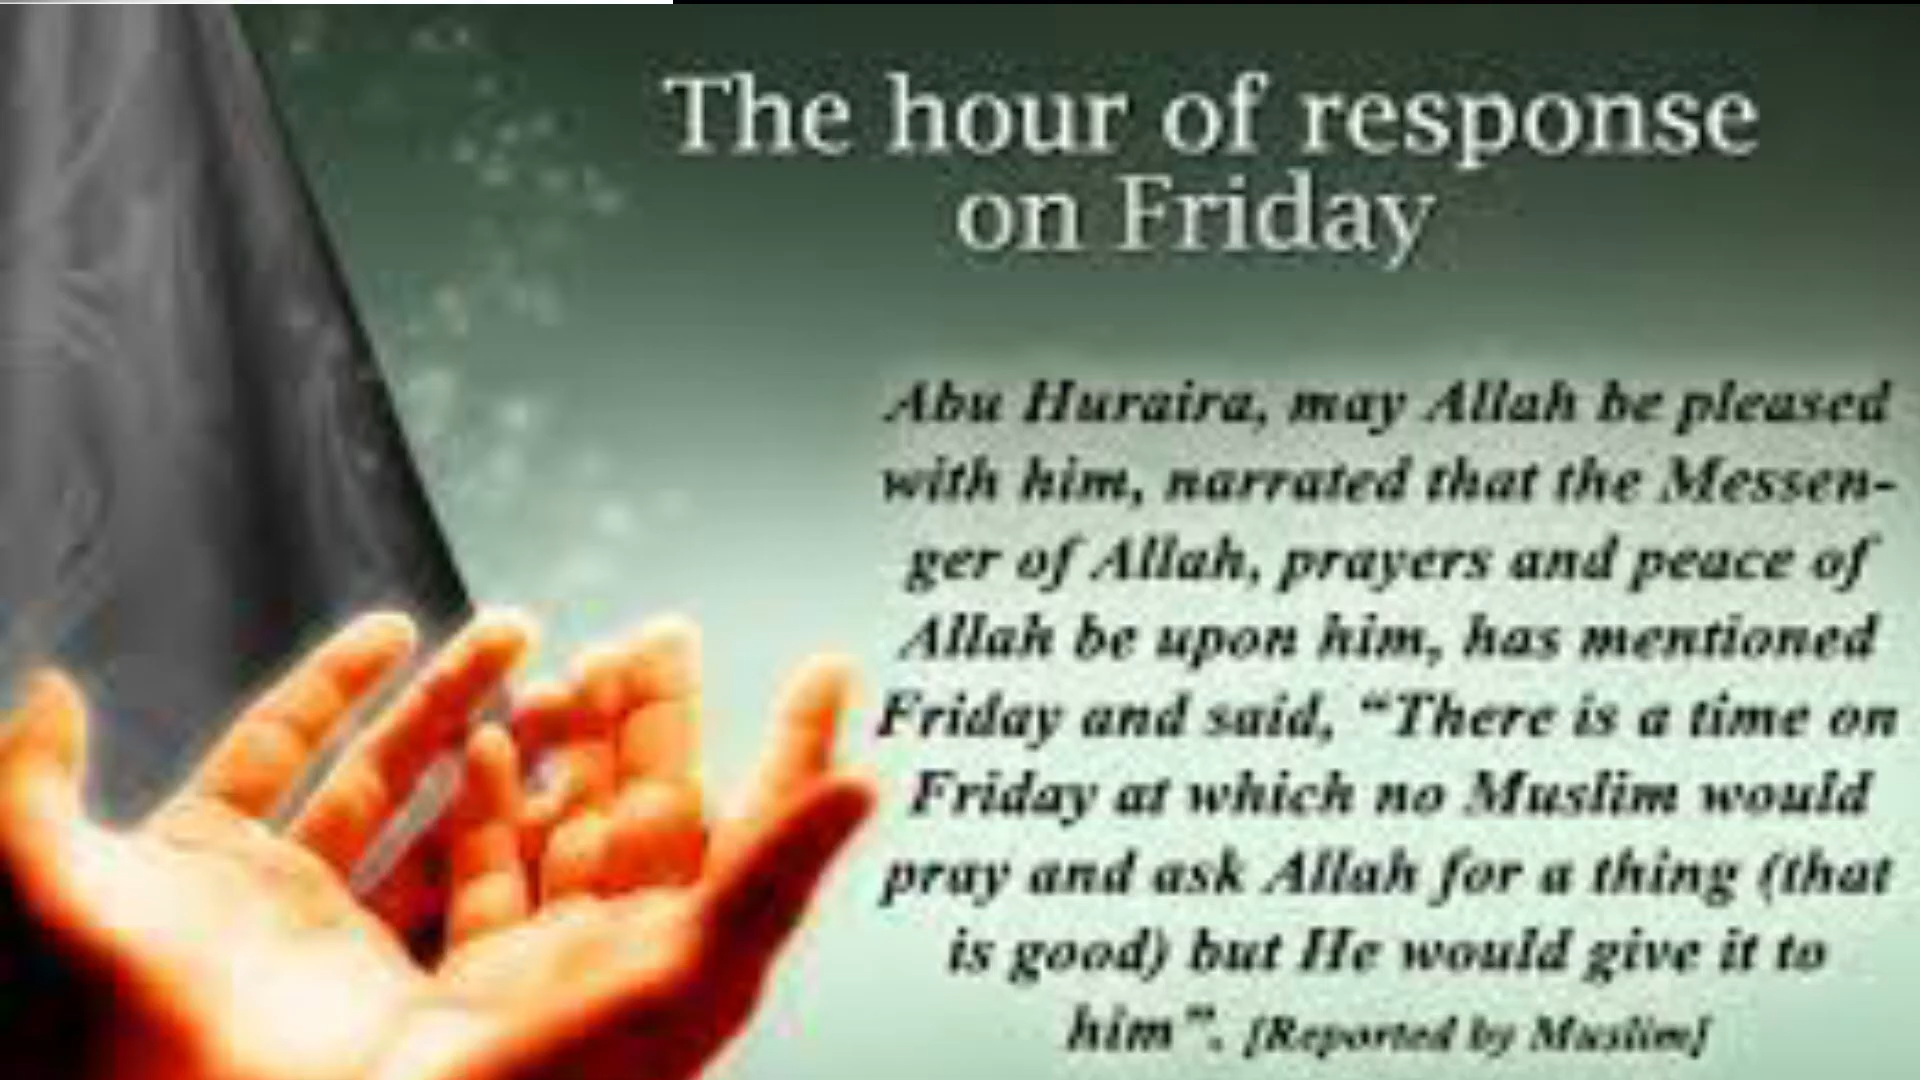 The hour of response
on Friday
Abu Huraira, may Allah be pleased
with him, narrated that the Messen-
ger of Allah, prayers and peace of
Allah be upon him, has mentioned
Friday and said, “There is a time on
Friday at which no Muslim would
pray and ask Allah for a thing (that
is good) but He would give it to
him”. [Reported by Muslim]